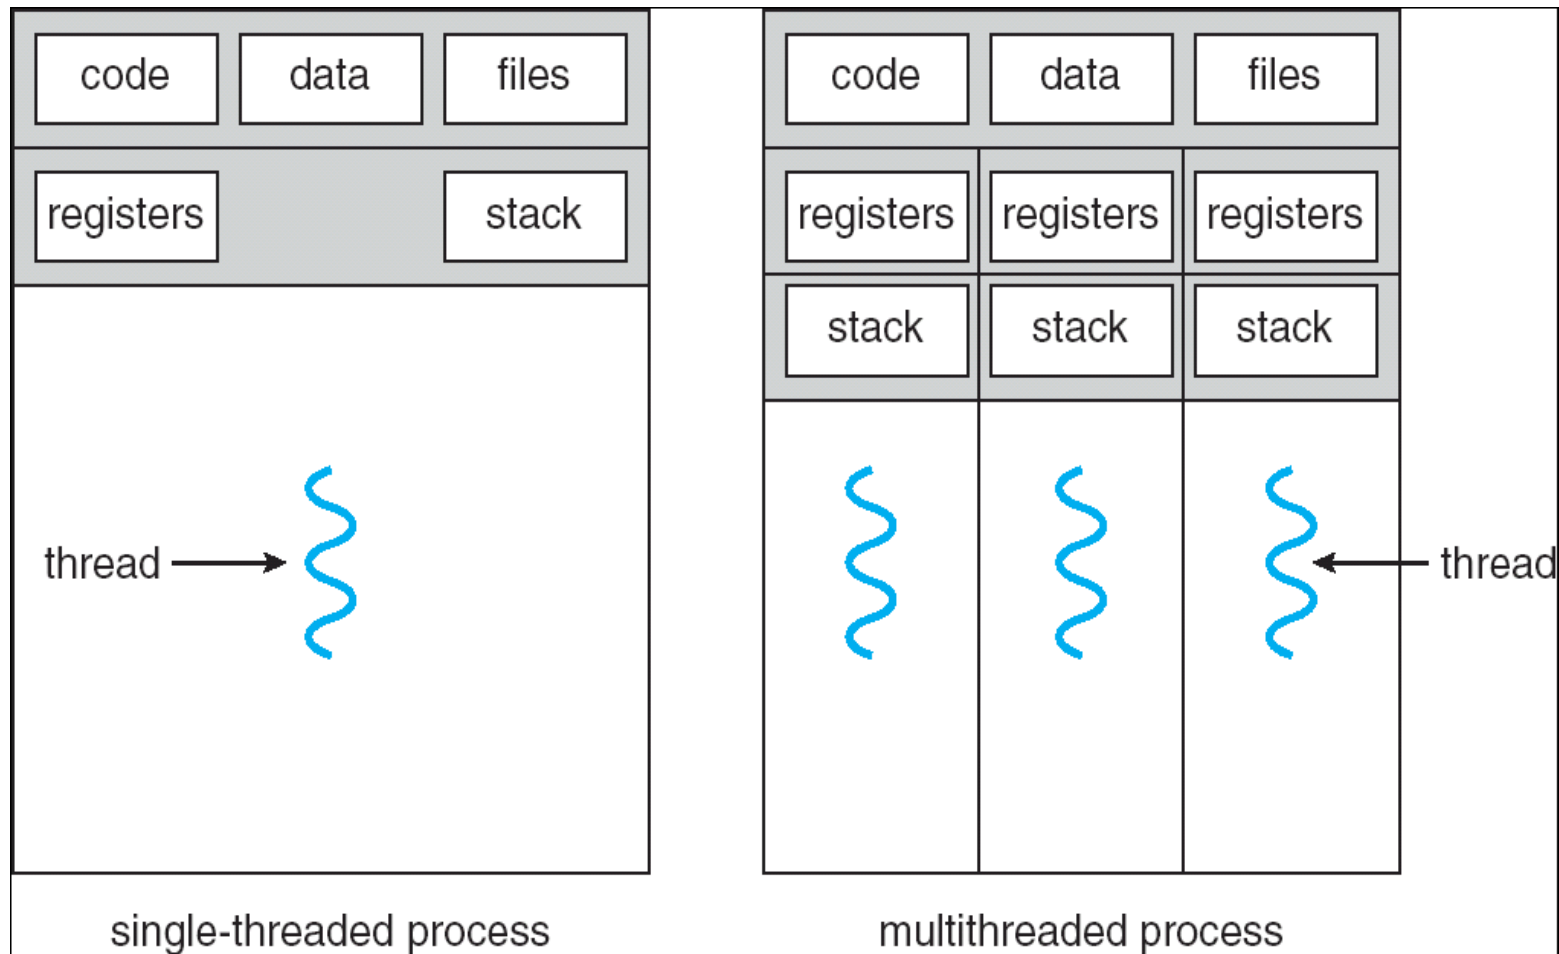 code data files
registers stack
thread
single-threaded process
code data files
registers registers registers
stack stack stack
thread
multithreaded process